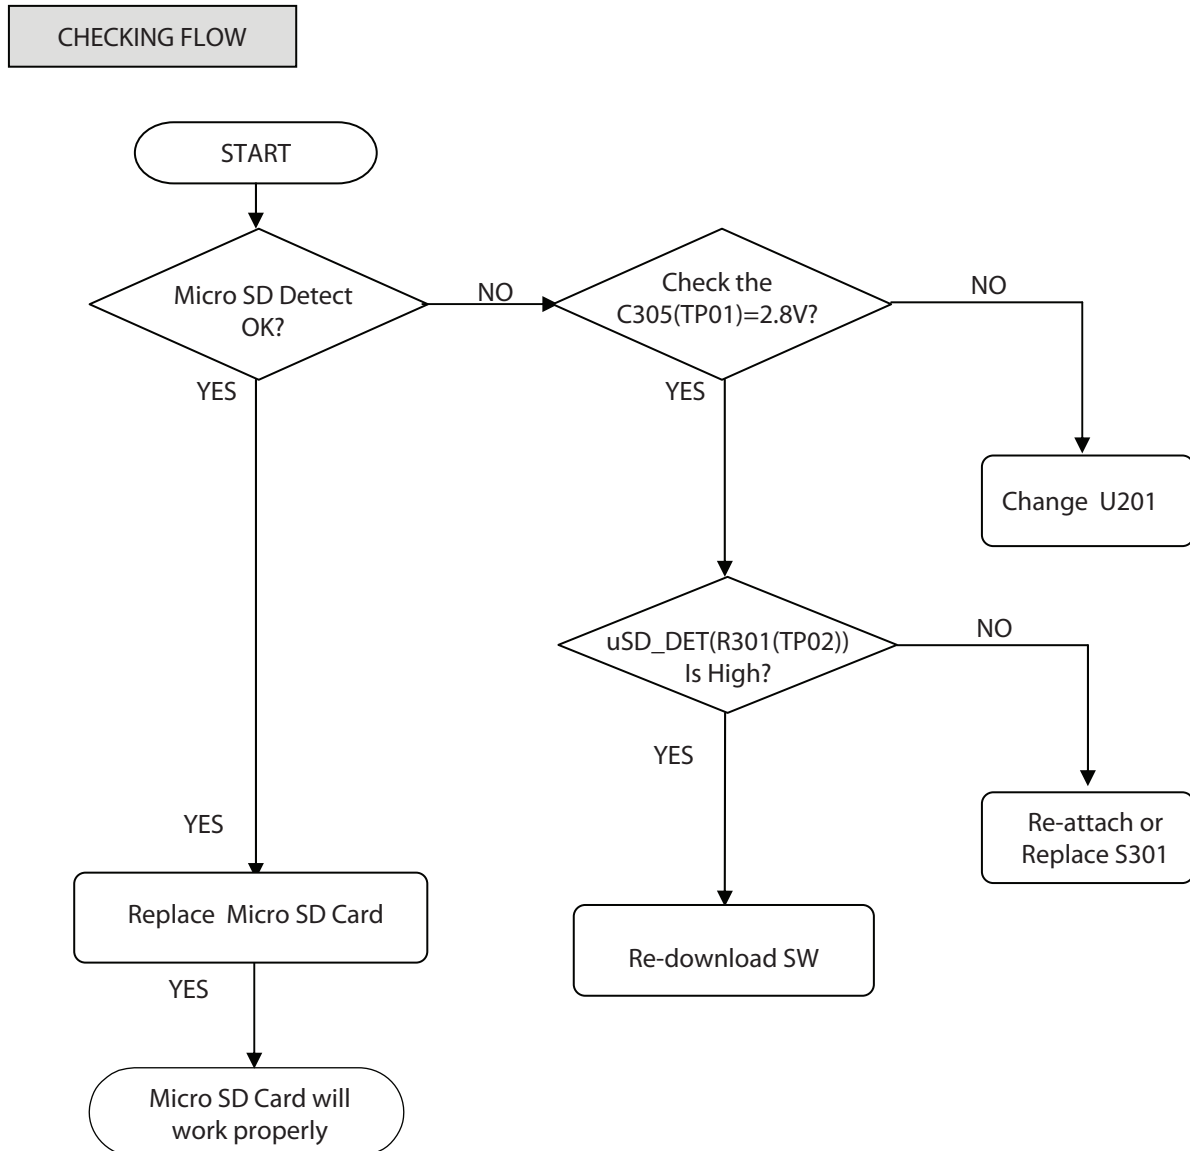 CHECKING FLOW
START
Micro SD Detect
OK?
NO
Check the
C305(TP01)=2.8V?
NO
YES
YES
Change U201
uSD_DET(R301(TP02))
Is High?
NO
YES
YES
Re-attach or
Replace S301
Replace Micro SD Card
Re-download SW
YES
Micro SD Card will
work properly